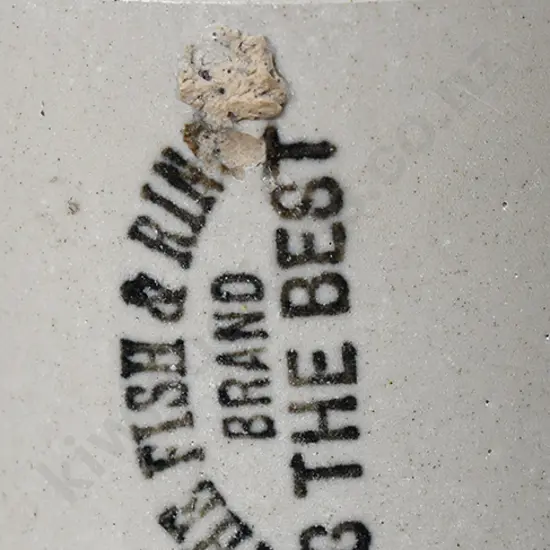 FISH & RIN
BRAND
THE BEST